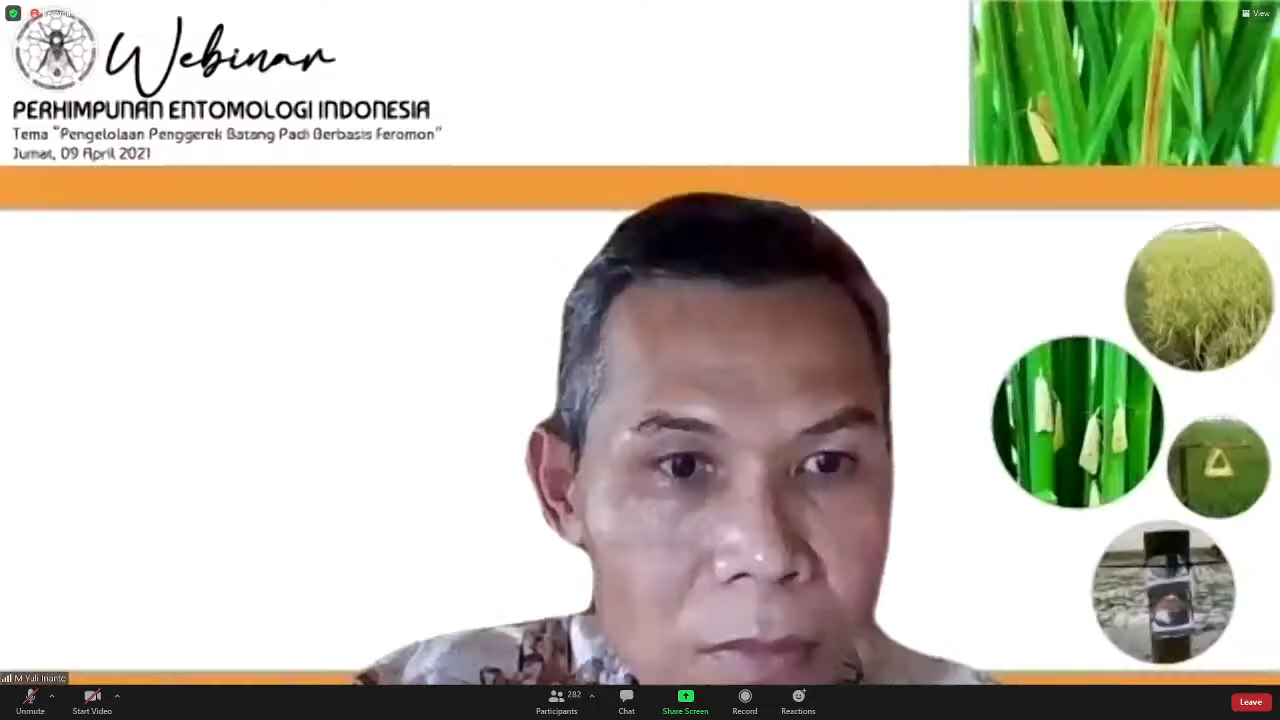 View
Webinar
PERHIMPUNAN ENTOMOLOGI INDONESIA
Tema "Pengelolaan Penggerek Batang Padi Berbasis Feromon"
Jumat, 09 April 2021
M Yuli Irianto
Unmute
Start Video
Participants
282
Chat
Share Screen
Record
Reactions
Leave